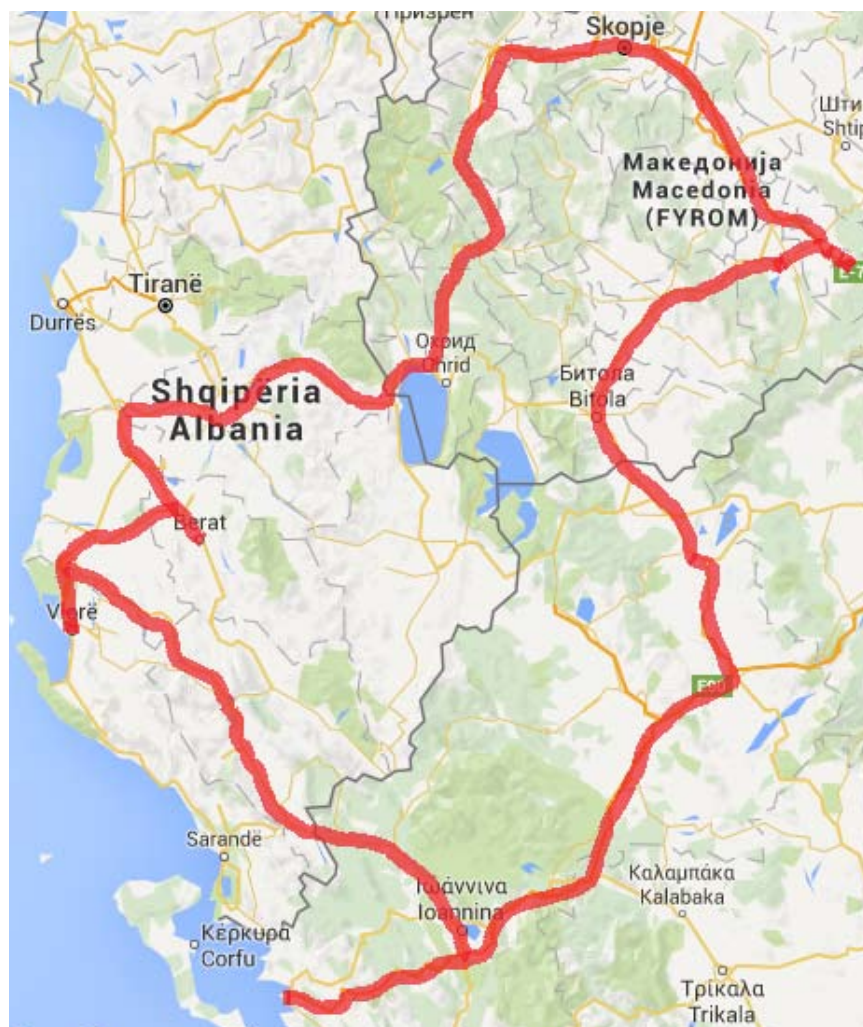 Призрен
Skopje
Шти
Shtip
Македонија
Macedonia
(FYROM)
Tiranë
Durrës
Охрид
Ohrid
Битола
Bitola
Shqipëria
Albania
Berat
Vlorë
E90
Sarandë
Καλαμπάκα
Kalabaka
Ιωάννινα
Ioannina
Κέρκυρα
Corfu
Τρίκαλα
Trikala